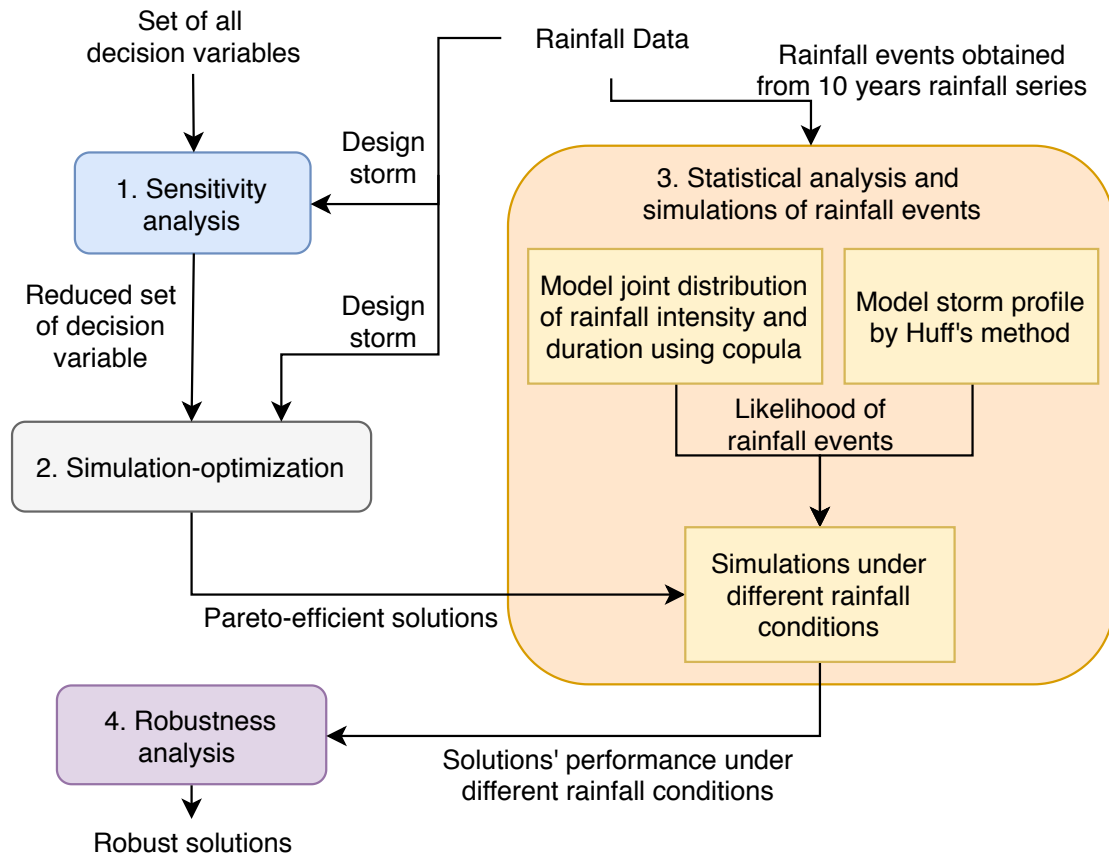 Set of all
decision variables
Rainfall Data
Rainfall events obtained
from 10 years rainfall series
Design
storm
1. Sensitivity
analysis
3. Statistical analysis and
simulations of rainfall events
Model joint distribution
of rainfall intensity and
duration using copula
Model storm profile
by Huff's method
Reduced set
of decision
variable
Design
storm
Likelihood of
rainfall events
2. Simulation-optimization
Simulations under
different rainfall
conditions
Pareto-efficient solutions
4. Robustness
analysis
Solutions' performance under
different rainfall conditions
Robust solutions